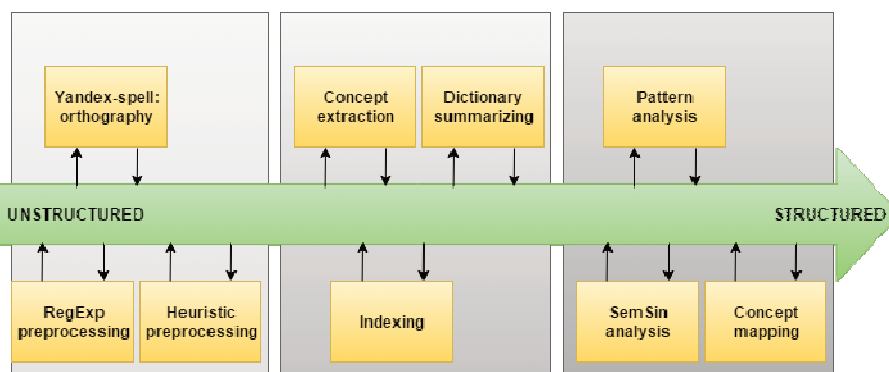 Yandex-spell:
orthography
Concept
extraction
Dictionary
summarizing
Pattern
analysis
UNSTRUCTURED
STRUCTURED
RegExp
preprocessing
Heuristic
preprocessing
Indexing
SemSin
analysis
Concept
mapping